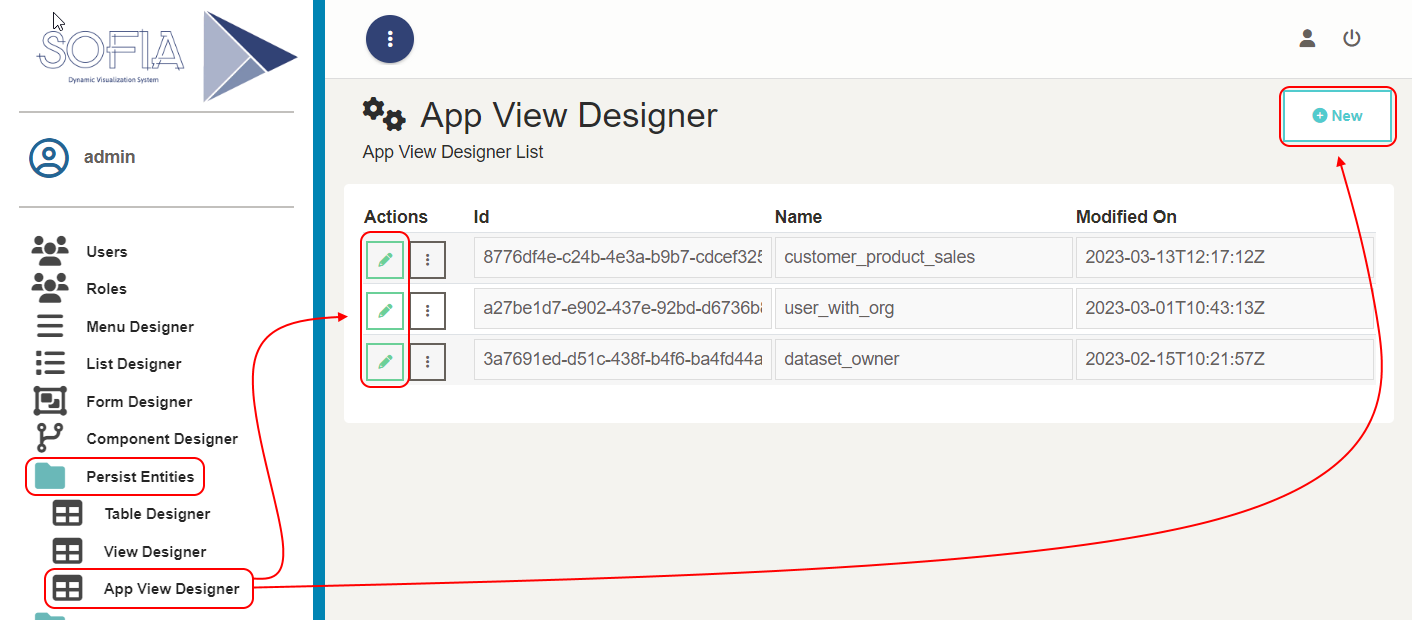 SOFIA
Dynamic Visualization System
admin
Users
Roles
Menu Designer
List Designer
Form Designer
Component Designer
Persist Entities
Table Designer
View Designer
App View Designer
App View Designer
App View Designer List
New
Actions Id Name Modified On
8776df4e-c24b-4e3a-b9b7-cdcef325 customer_product_sales 2023-03-13T12:17:12Z
a27be1d7-e902-437e-92bd-d6736b8 user_with_org 2023-03-01T10:43:13Z
3a7691ed-d51c-438f-b4f6-ba4fd44a dataset_owner 2023-02-15T10:21:57Z